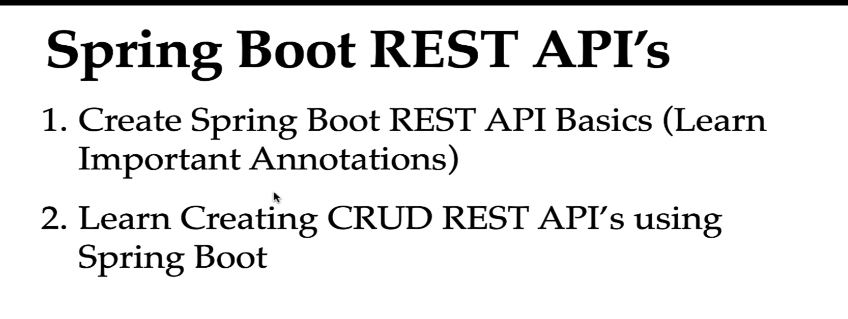 Spring Boot REST API’s
1. Create Spring Boot REST API Basics (Learn
Important Annotations)
2. Learn Creating CRUD REST API’s using
Spring Boot